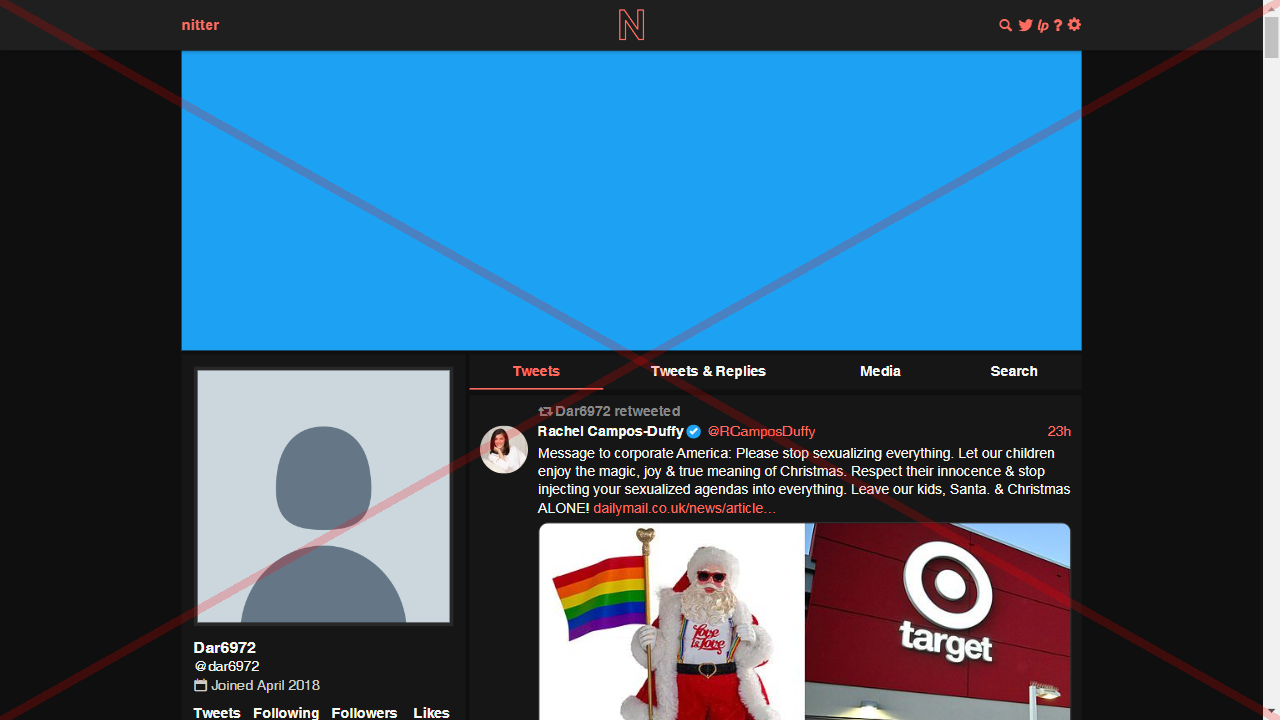 nitter
N
lp ?
Tweets Tweets & Replies Media Search
Dar6972 retweeted
Rachel Campos-Duffy @RCamposDuffy 23h
Message to corporate America: Please stop sexualizing everything. Let our children
enjoy the magic, joy & true meaning of Christmas. Respect their innocence & stop
injecting your sexualized agendas into everything. Leave our kids, Santa. & Christmas
ALONE! dailymail.co.uk/news/article…
Love
is Love
target
Dar6972
@dar6972
Joined April 2018
Tweets Following Followers Likes